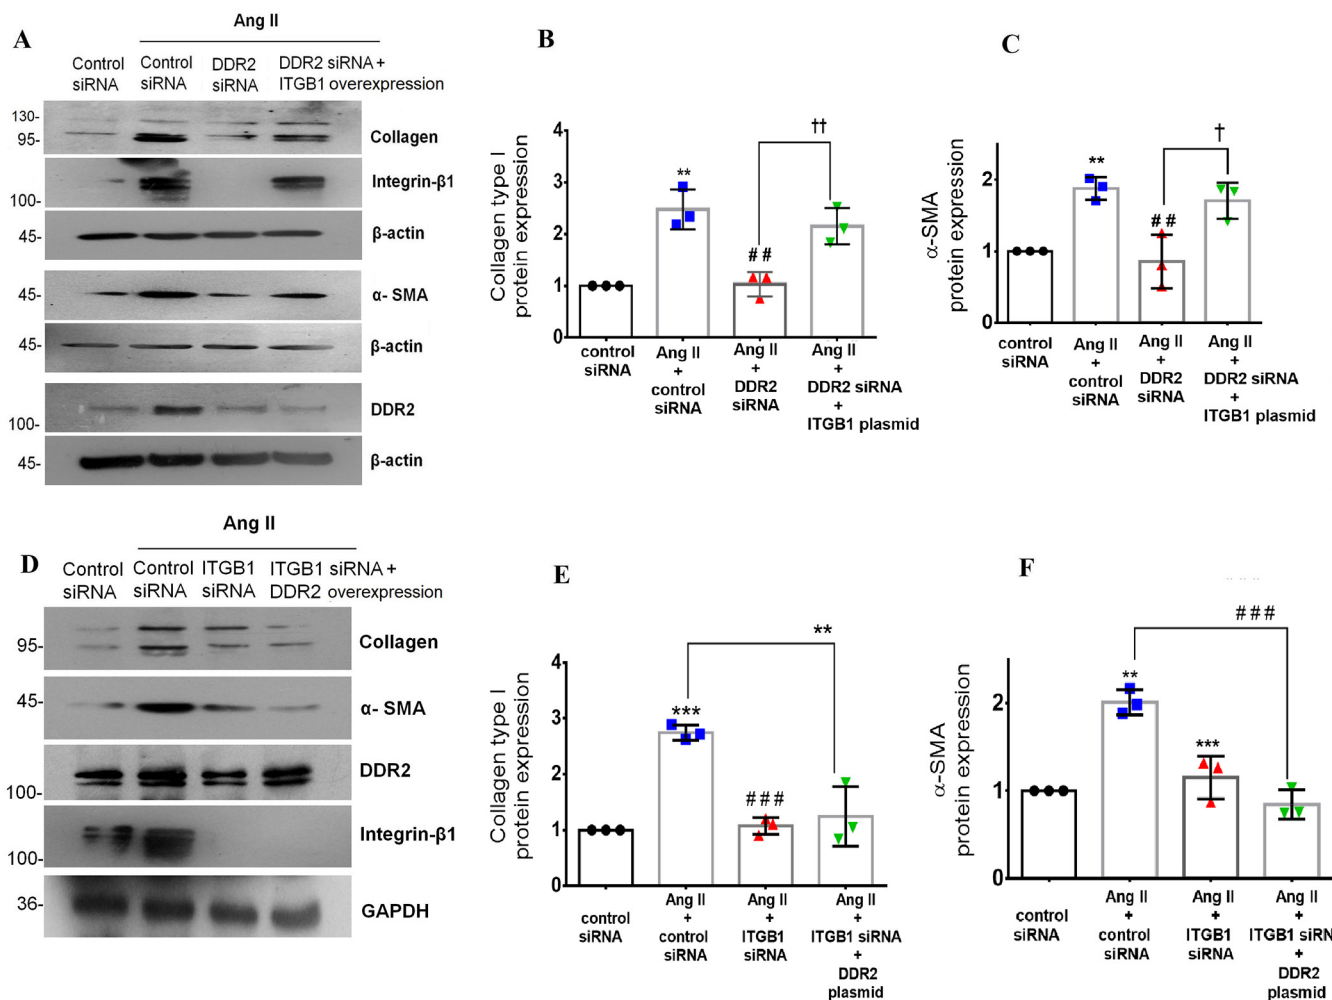 A
Ang II
Control siRNA
Control siRNA
DDR2 siRNA
DDR2 siRNA + ITGB1 overexpression
130-
95-
Collagen
Integrin-β1
100-
45-
β-actin
45-
α- SMA
45-
β-actin
DDR2
100-
45-
β-actin
B
Collagen type I
protein expression
4
3
2
1
0
**
##
††
control
siRNA
Ang II
+
control
siRNA
Ang II
+
DDR2
siRNA
Ang II
+
DDR2 siRNA
+
ITGB1 plasmid
C
α-SMA
protein expression
2
1
0
**
##
†
control
siRNA
Ang II
+
control
siRNA
Ang II
+
DDR2
siRNA
Ang II
+
DDR2 siRNA
+
ITGB1 plasmid
D
Ang II
Control
siRNA
Control
siRNA
ITGB1
siRNA
ITGB1 siRNA +
DDR2 overexpression
95-
Collagen
45-
α- SMA
DDR2
100-
Integrin-β1
100-
36-
GAPDH
E
Collagen type I
protein expression
4
3
2
1
0
***
###
**
control
siRNA
Ang II
+
control
siRNA
Ang II
+
ITGB1
siRNA
Ang II
+
ITGB1 siRNA
+
DDR2
plasmid
F
α-SMA
protein expression
2
1
0
**
***
###
control
siRNA
Ang II
+
control
siRNA
Ang II
+
ITGB1
siRNA
Ang II
+
ITGB1 siRN
+
DDR2
plasmid